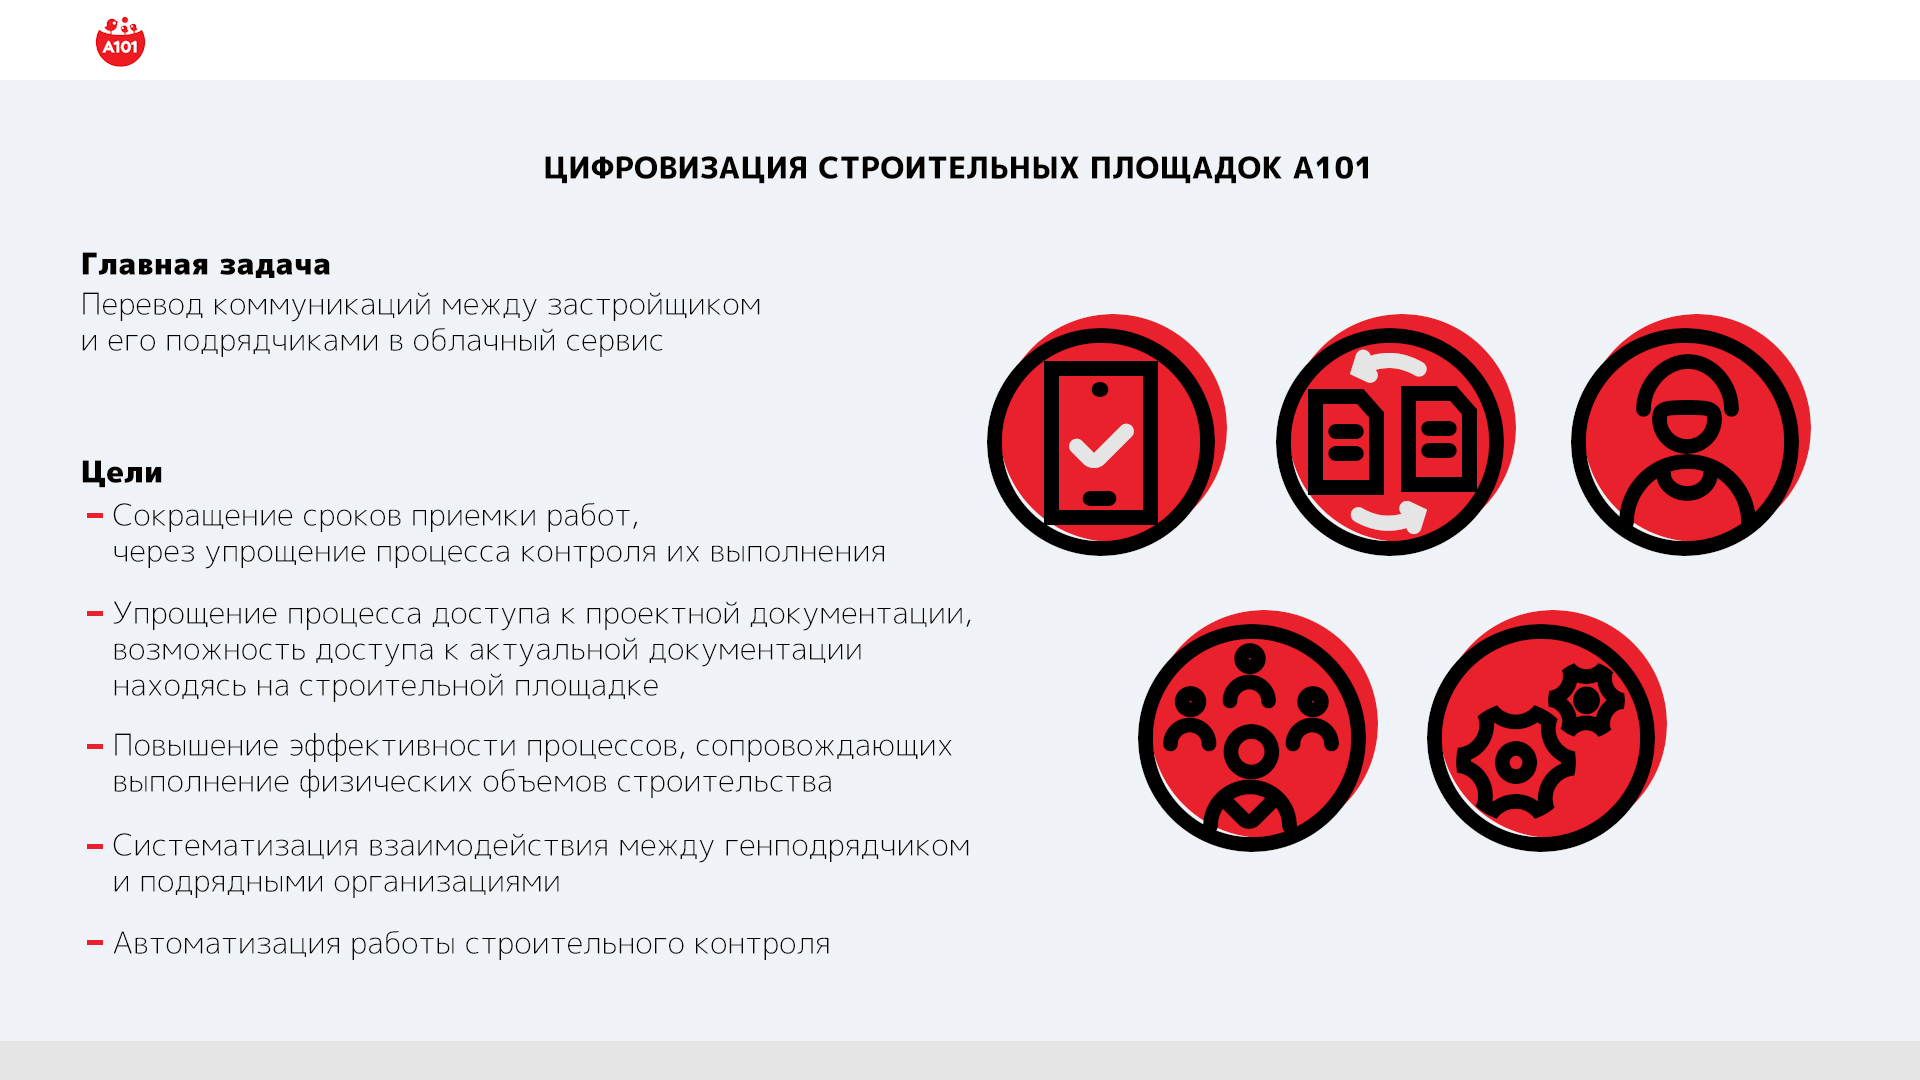 А101
ЦИФРОВИЗАЦИЯ СТРОИТЕЛЬНЫХ ПЛОЩАДОК А101
Главная задача
Перевод коммуникаций между застройщиком
и его подрядчиками в облачный сервис
Цели
Сокращение сроков приемки работ,
через упрощение процесса контроля их выполнения
Упрощение процесса доступа к проектной документации,
возможность доступа к актуальной документации
находясь на строительной площадке
Повышение эффективности процессов, сопровождающих
выполнение физических объемов строительства
Систематизация взаимодействия между генподрядчиком
и подрядными организациями
Автоматизация работы строительного контроля